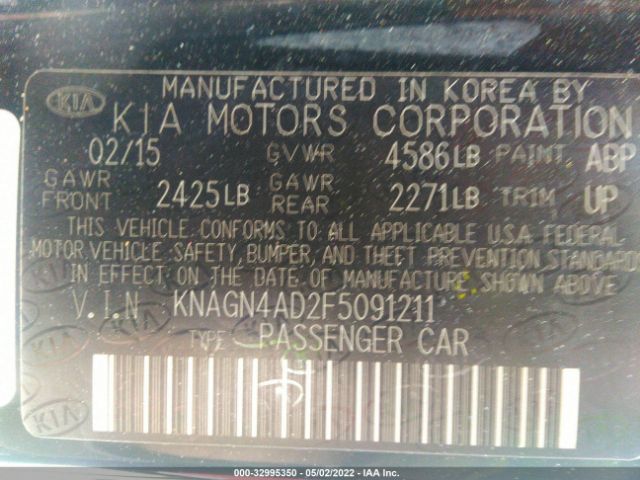 MANUFACTURED IN KOREA BY
KIA KIA MOTORS CORPORATION
02/15 GVWR 4586LB PAINT ABP
GAWR FRONT 2425LB GAWR REAR 2271LB TRIM UP
THIS VEHICLE CONFORMS TO ALL APPLICABLE U.S.A. FEDERAL
MOTOR VEHICLE SAFETY, BUMPER, AND THEFT PREVENTION STANDARDS
IN EFFECT ON THE DATE OF MANUFACTURE SHOWN ABOVE
V.I.N KNAGN4AD2F5091211
TYPE PASSENGER CAR
KIA
000-32995350 - 05/02/2022 - IAA Inc.